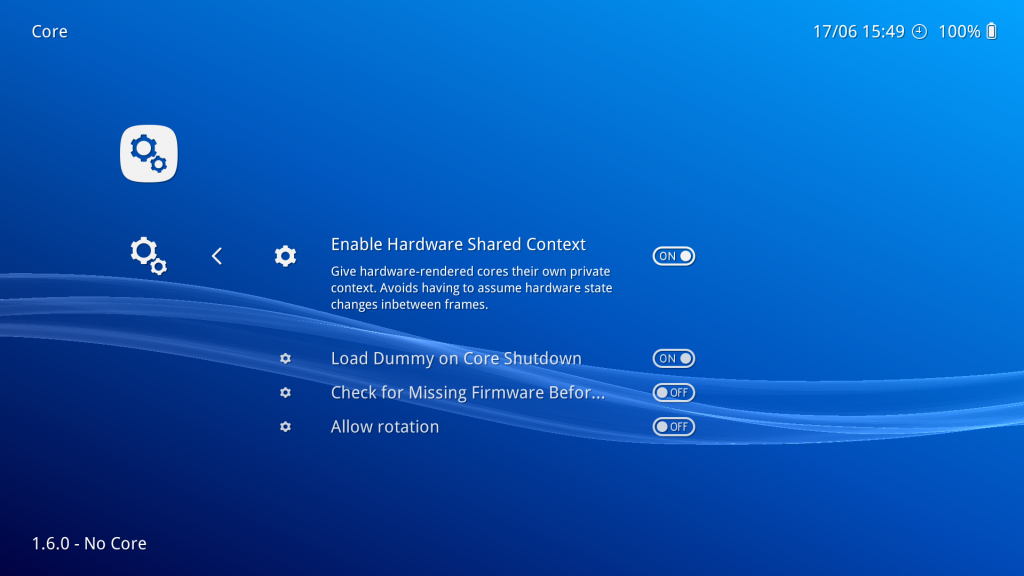 Core
17/06 15:49 100%
Enable Hardware Shared Context
ON
Give hardware-rendered cores their own private
context. Avoids having to assume hardware state
changes inbetween frames.
Load Dummy on Core Shutdown
ON
Check for Missing Firmware Befor...
OFF
Allow rotation
OFF
1.6.0 - No Core